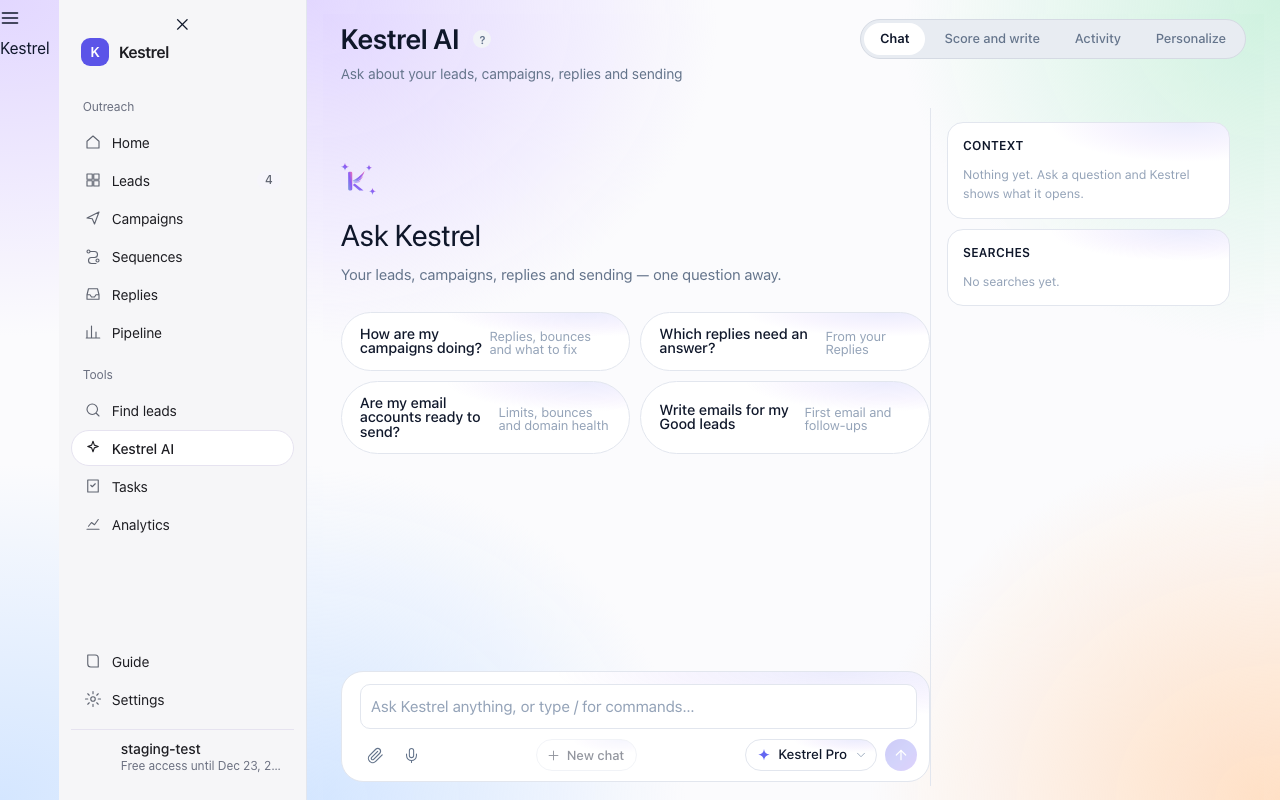 Kestrel
K
Kestrel
Outreach
Home
Leads
4
Campaigns
Sequences
Replies
Pipeline
Tools
Find leads
Kestrel AI
Tasks
Analytics
Guide
Settings
staging-test
Free access until Dec 23, 2...
Kestrel AI
?
Ask about your leads, campaigns, replies and sending
Chat
Score and write
Activity
Personalize
Ask Kestrel
Your leads, campaigns, replies and sending — one question away.
How are my
campaigns doing?
Replies, bounces
and what to fix
Which replies need an
answer?
From your
Replies
Are my email
accounts ready to
send?
Limits, bounces
and domain health
Write emails for my
Good leads
First email and
follow-ups
Ask Kestrel anything, or type / for commands...
New chat
Kestrel Pro
CONTEXT
Nothing yet. Ask a question and Kestrel
shows what it opens.
SEARCHES
No searches yet.